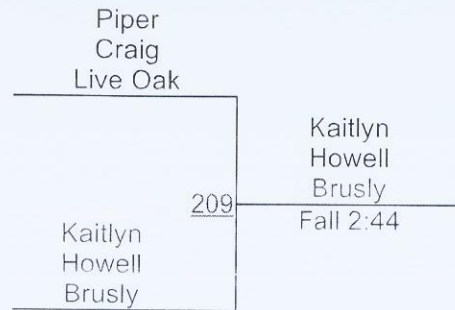 Piper
Craig
Live Oak
Kaitlyn
Howell
Brusly
209
Fall 2:44
Kaitlyn
Howell
Brusly